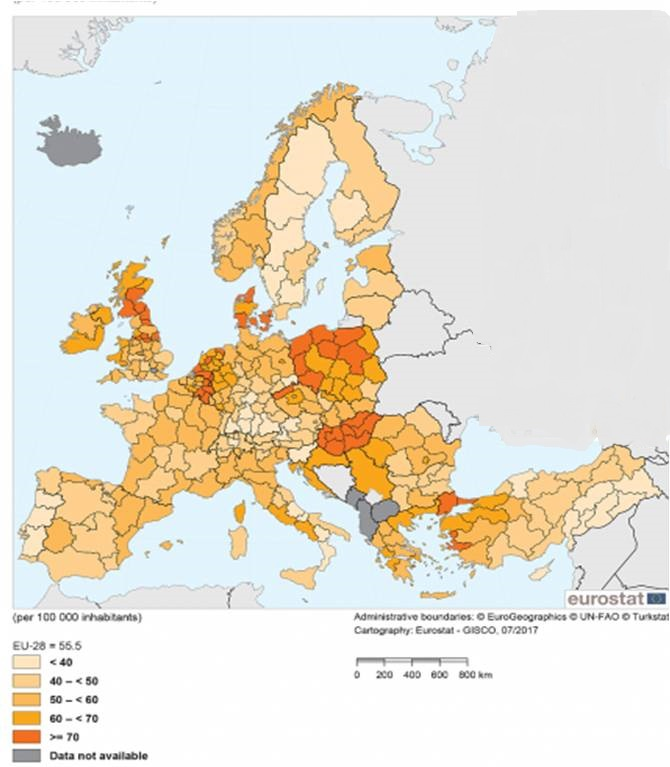 eurostat
(per 100 000 inhabitants)
Administrative boundaries: © EuroGeographics © UN-FAO © Turkstat
Cartography: Eurostat - GISCO, 07/2017
EU-28 = 55.5
< 40
40 – < 50
50 – < 60
60 – < 70
>= 70
Data not available
0 200 400 600 800 km